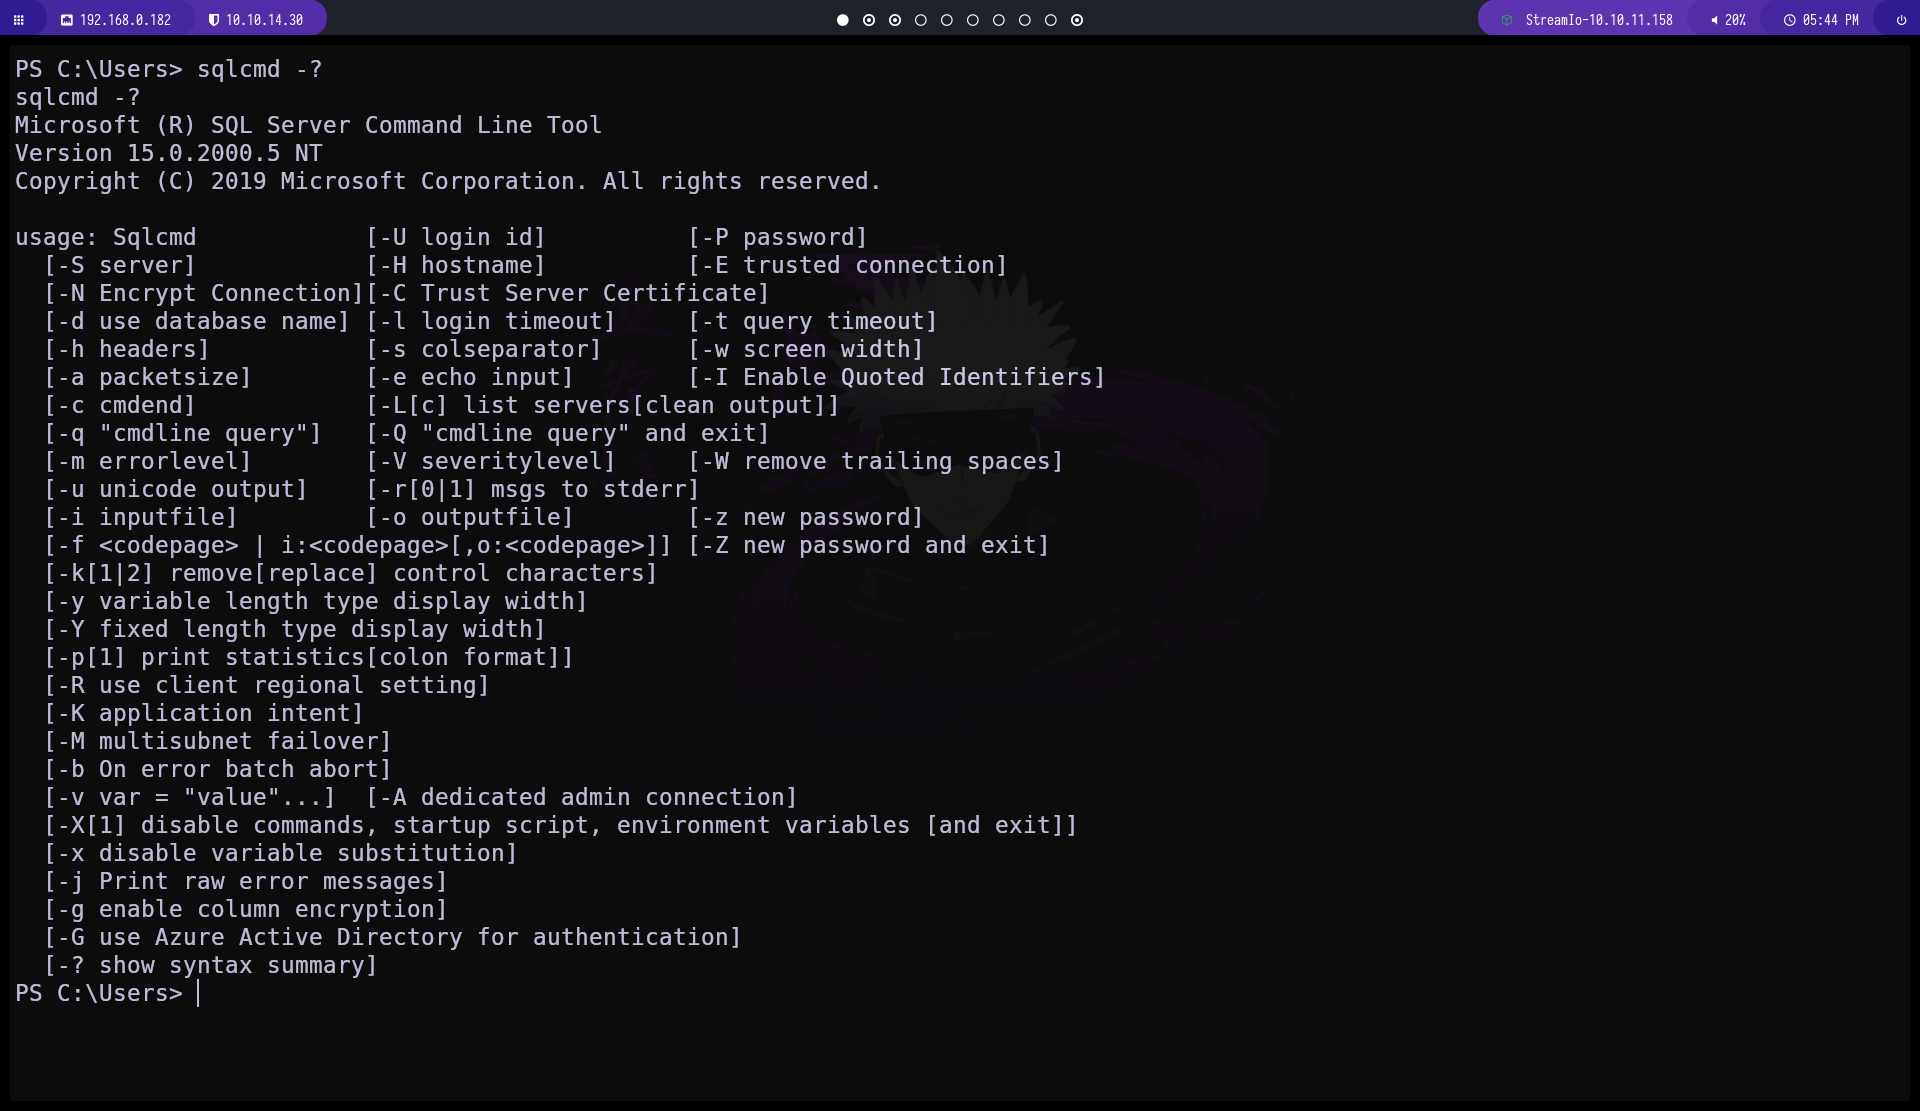 192.168.0.182 10.10.14.30 StreamIo-10.10.11.158 20% 05:44 PM
PS C:\Users> sqlcmd -?
sqlcmd -?
Microsoft (R) SQL Server Command Line Tool
Version 15.0.2000.5 NT
Copyright (C) 2019 Microsoft Corporation. All rights reserved.

usage: Sqlcmd            [-U login id]          [-P password]
  [-S server]            [-H hostname]          [-E trusted connection]
  [-N Encrypt Connection][-C Trust Server Certificate]
  [-d use database name] [-l login timeout]     [-t query timeout]
  [-h headers]           [-s colseparator]      [-w screen width]
  [-a packetsize]        [-e echo input]        [-I Enable Quoted Identifiers]
  [-c cmdend]            [-L[c] list servers[clean output]]
  [-q "cmdline query"]   [-Q "cmdline query" and exit]
  [-m errorlevel]        [-V severitylevel]     [-W remove trailing spaces]
  [-u unicode output]    [-r[0|1] msgs to stderr]
  [-i inputfile]         [-o outputfile]        [-z new password]
  [-f <codepage> | i:<codepage>[,o:<codepage>]] [-Z new password and exit]
  [-k[1|2] remove[replace] control characters]
  [-y variable length type display width]
  [-Y fixed length type display width]
  [-p[1] print statistics[colon format]]
  [-R use client regional setting]
  [-K application intent]
  [-M multisubnet failover]
  [-b On error batch abort]
  [-v var = "value"...]  [-A dedicated admin connection]
  [-X[1] disable commands, startup script, environment variables [and exit]]
  [-x disable variable substitution]
  [-j Print raw error messages]
  [-g enable column encryption]
  [-G use Azure Active Directory for authentication]
  [-? show syntax summary]
PS C:\Users>